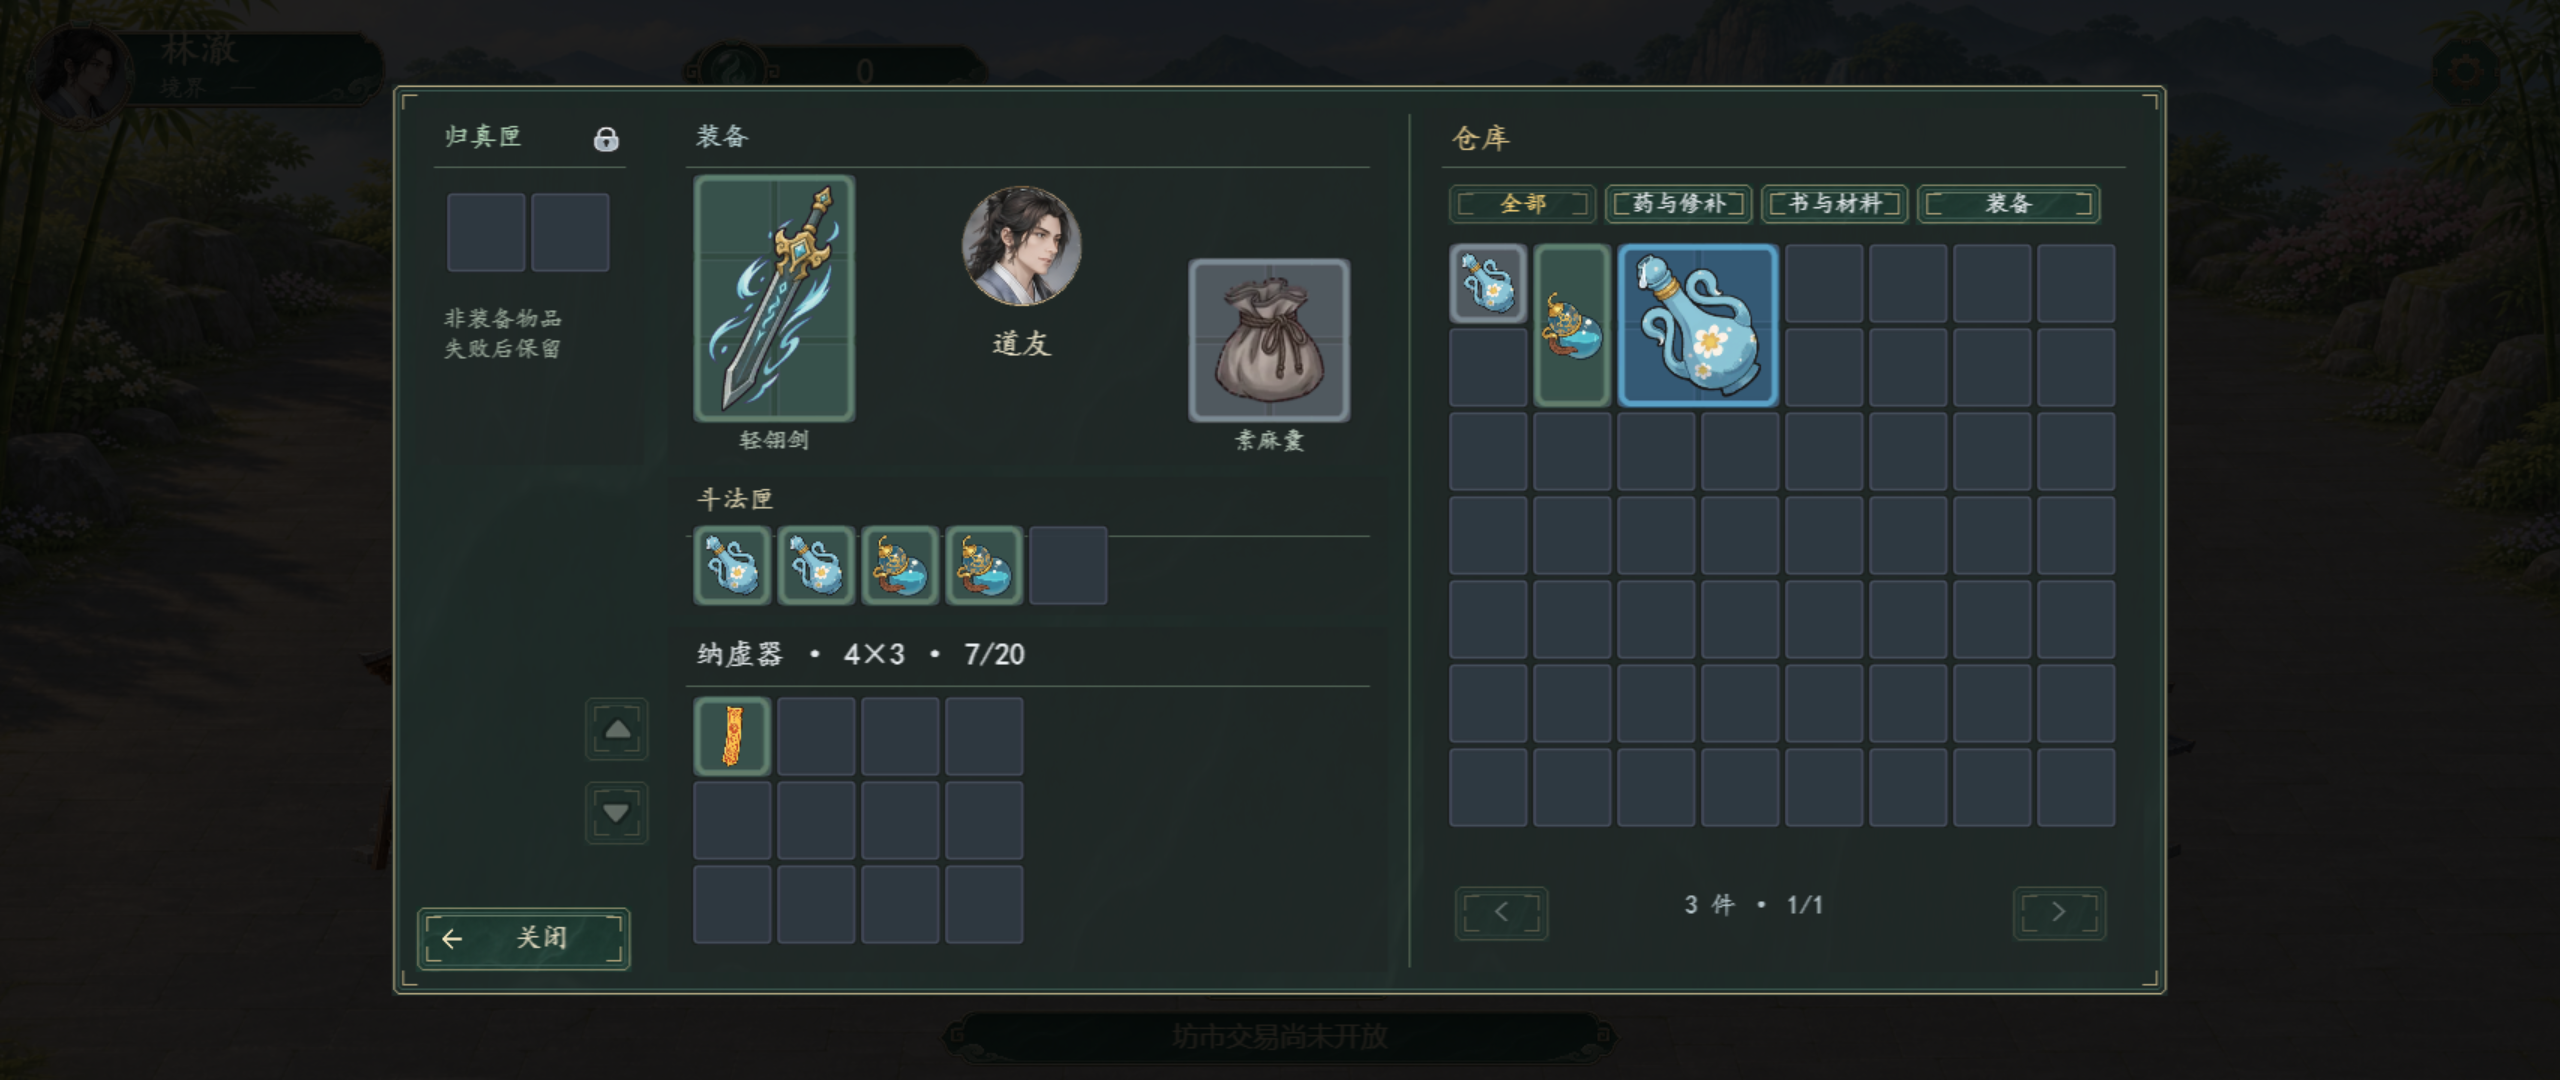 林澈
境界 一
0
归真匣
非装备物品
失败后保留
装备
轻翎剑
道友
素麻囊
斗法匣
纳虚器 • 4×3 • 7/20
关闭
仓库
全部
药与修补
书与材料
装备
3 件 • 1/1
坊市交易尚未开放